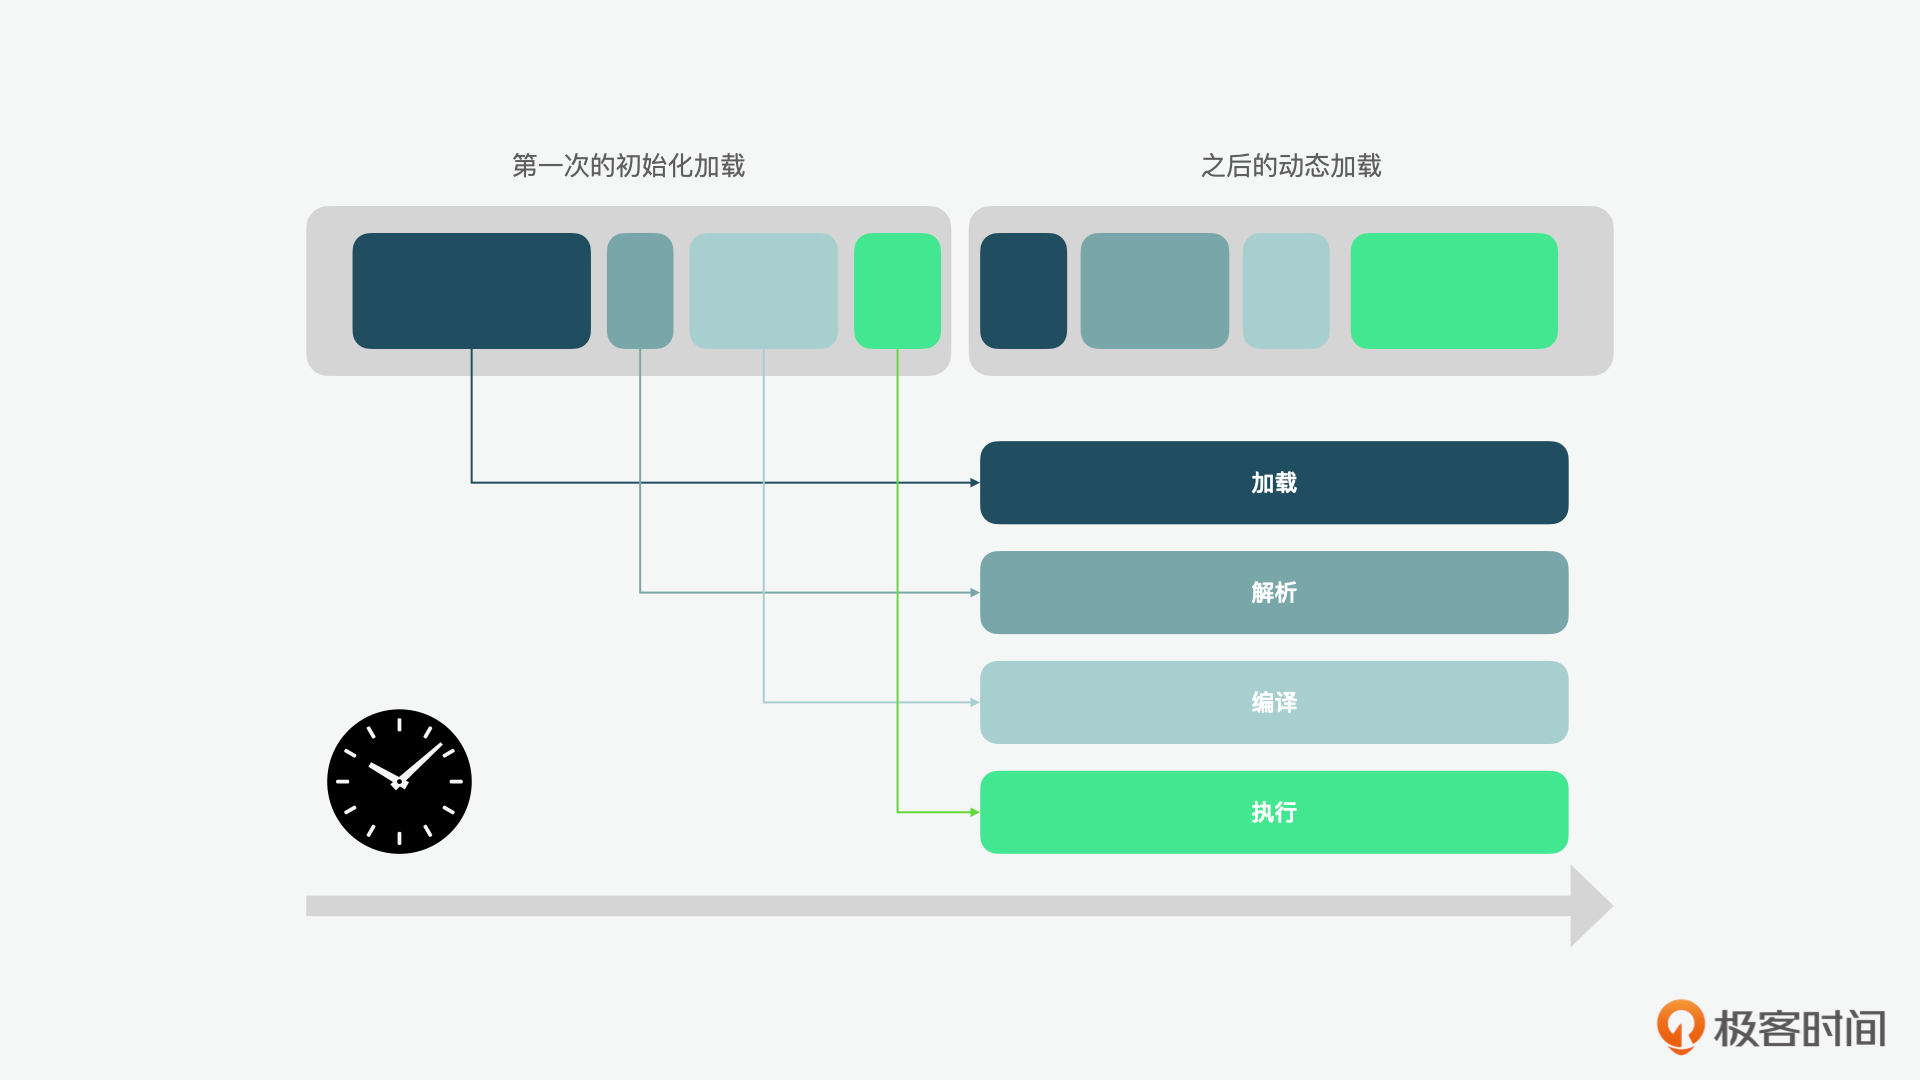 第一次的初始化加载
之后的动态加载
加载
解析
编译
执行
极客时间